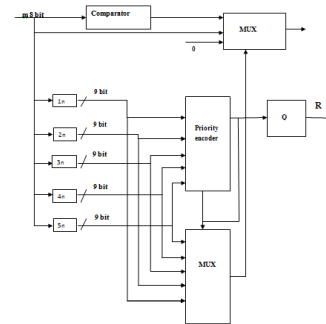 m 8 bit
Comparator
MUX
0
9 bit
1n
9 bit
2n
9 bit
3n
9 bit
4n
9 bit
5n
Priority
encoder
Q
R
MUX